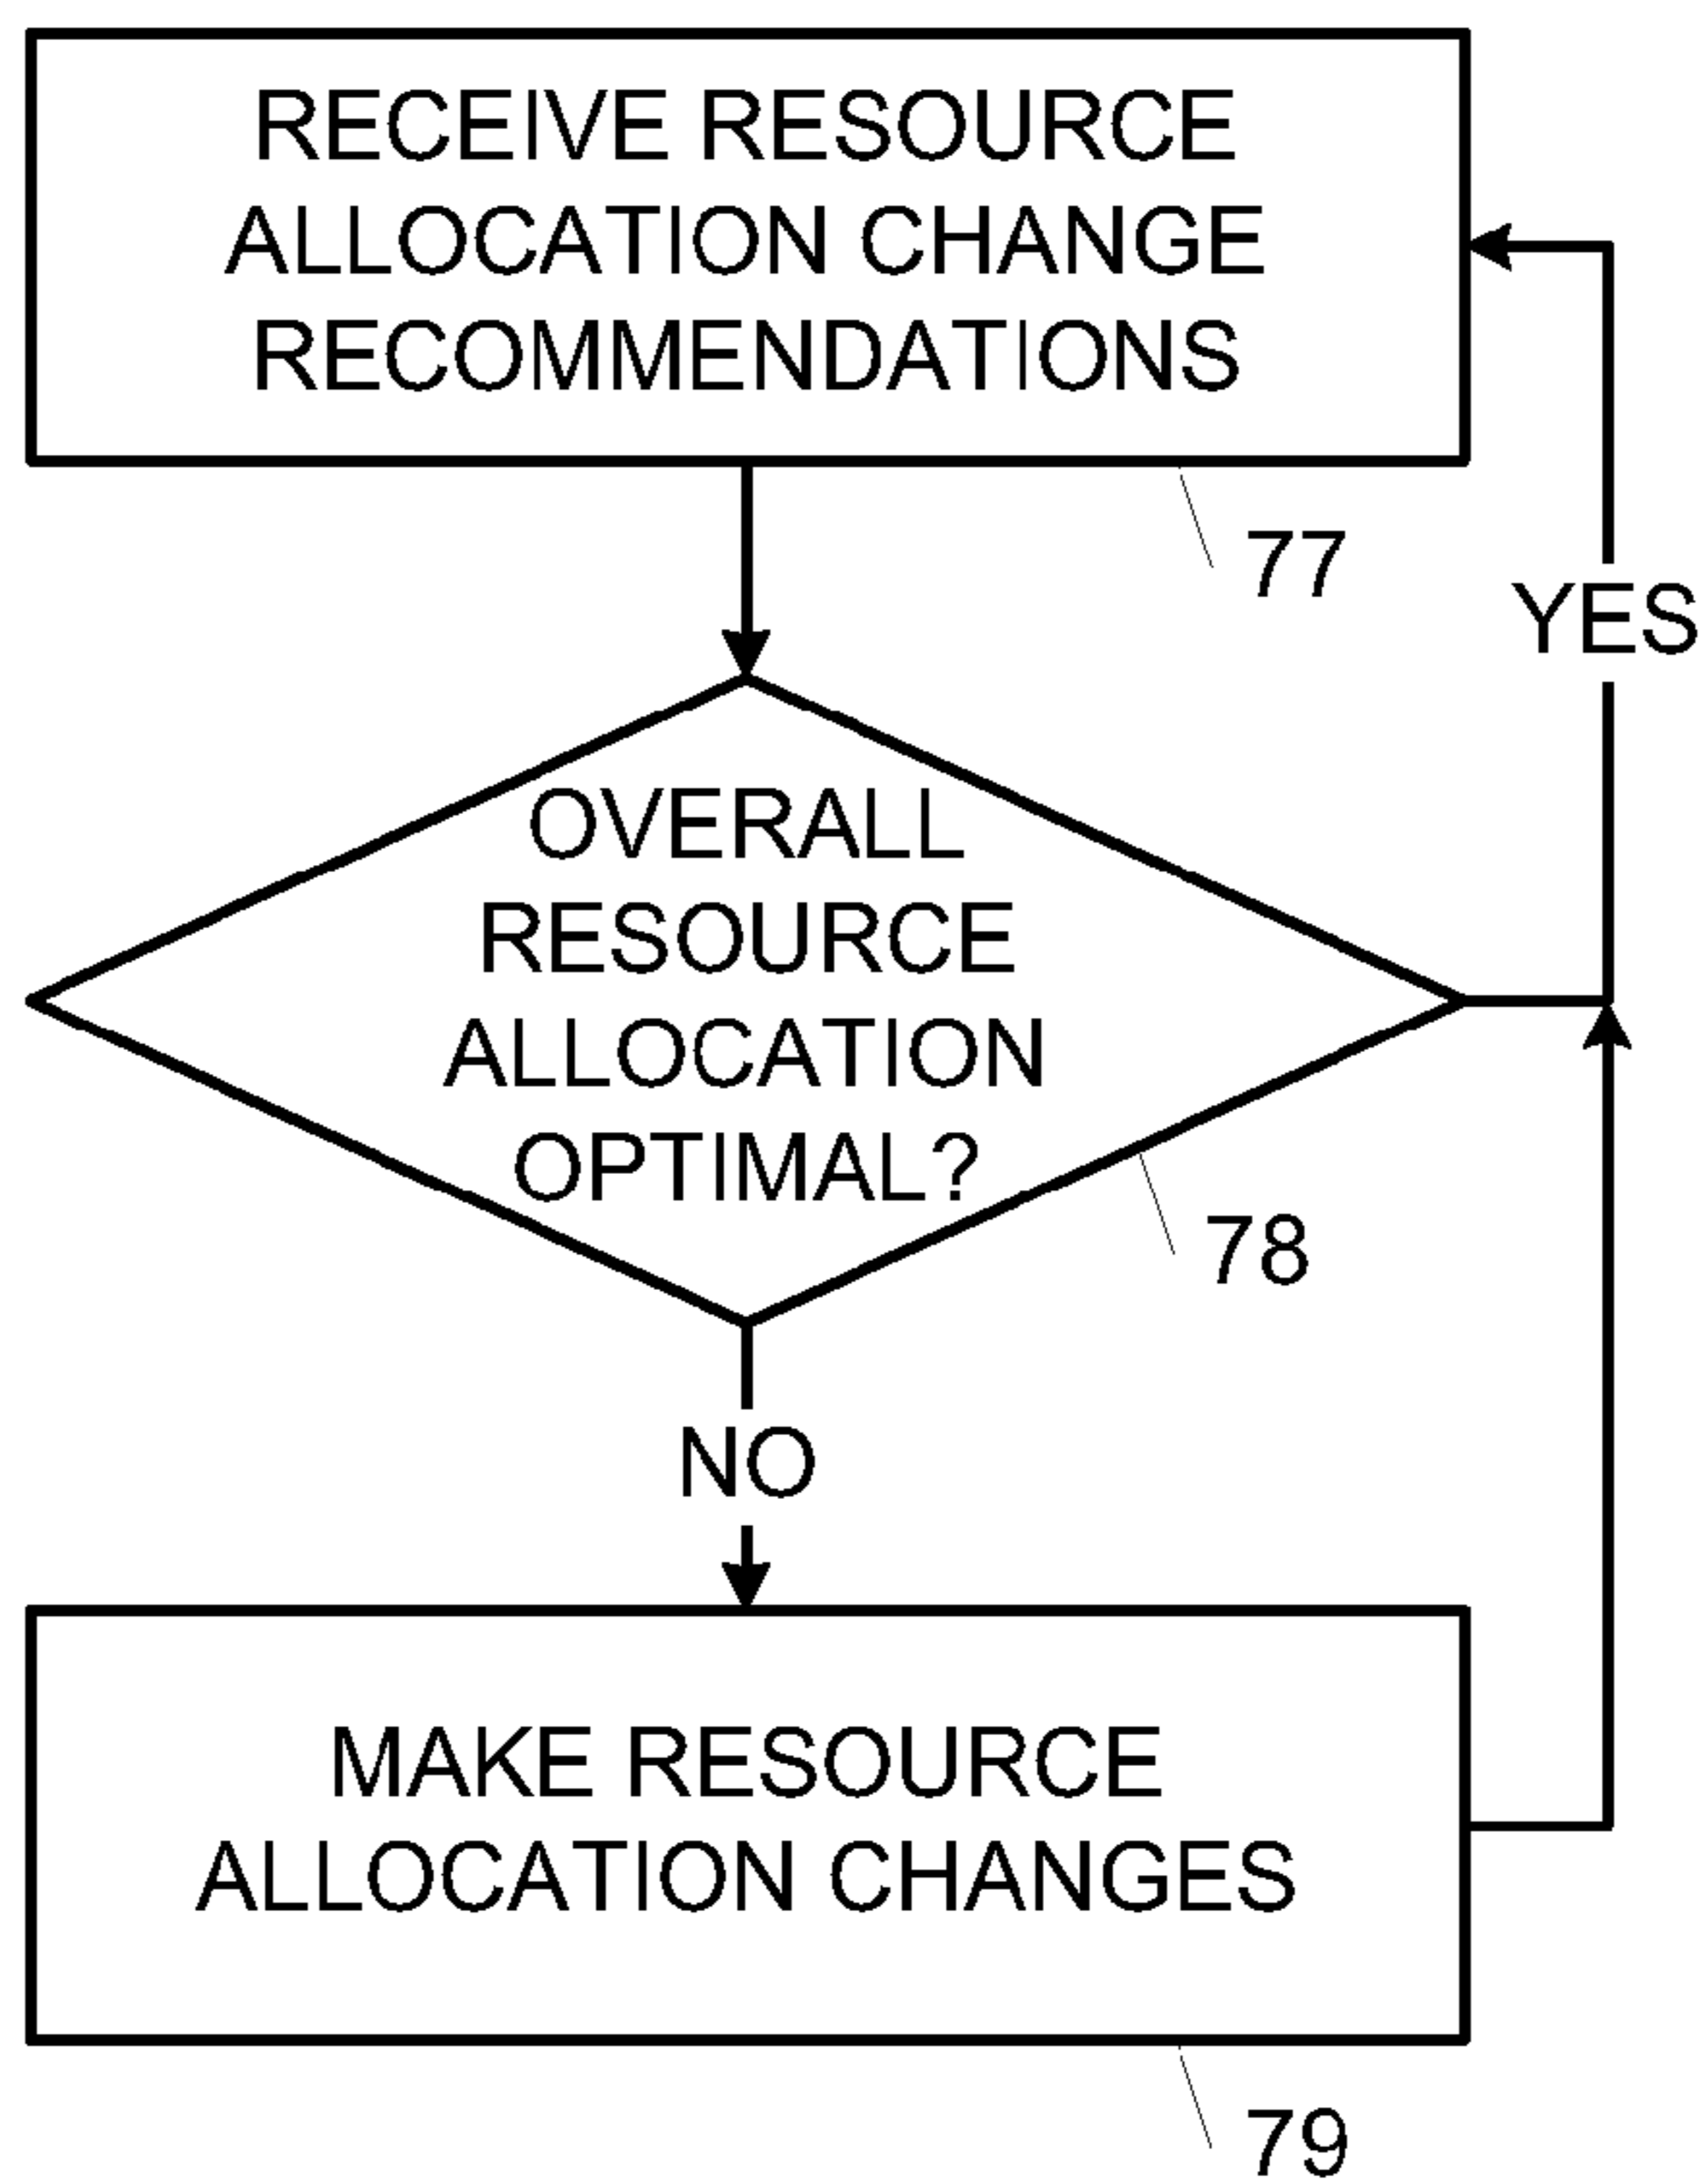 RECEIVE RESOURCE
ALLOCATION CHANGE
RECOMMENDATIONS
77
YES
OVERALL
RESOURCE
ALLOCATION
OPTIMAL?
78
NO
MAKE RESOURCE
ALLOCATION CHANGES
79